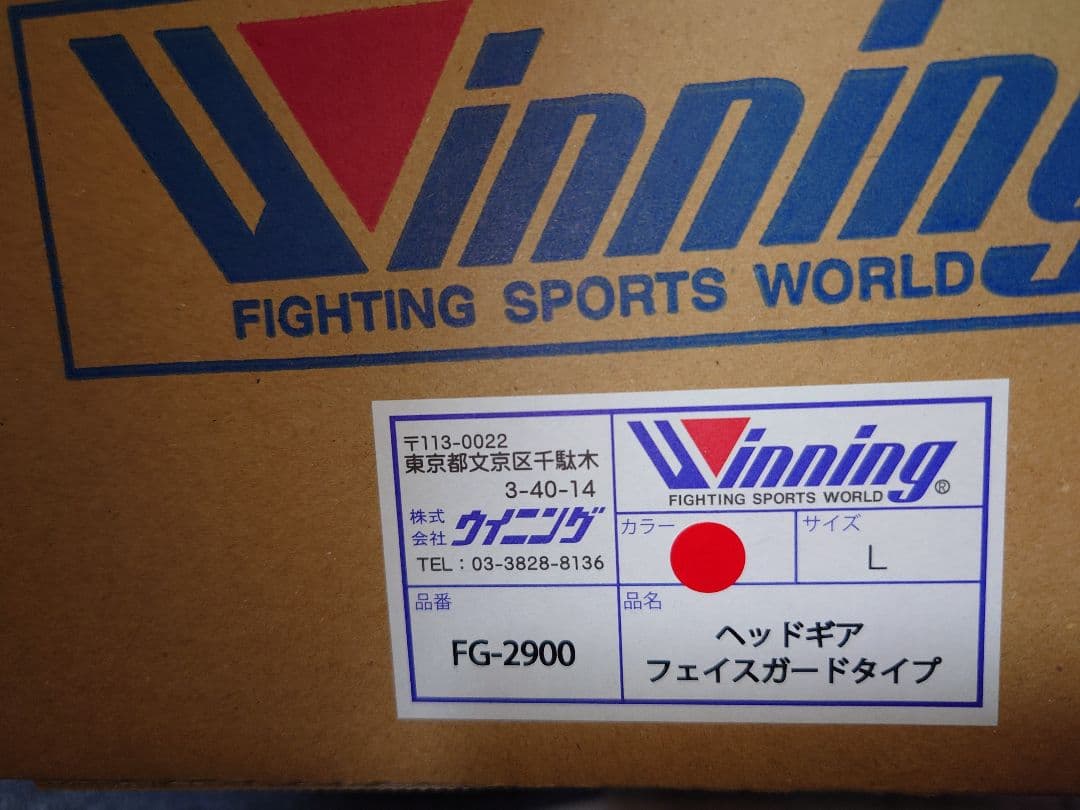 Winning
FIGHTING SPORTS WORLD
〒113-0022
東京都文京区千駄木
3-40-14
株式
会社 ウイニング
TEL：03-3828-8136
Winning®
FIGHTING SPORTS WORLD
カラー
サイズ
L
品番
FG-2900
品名
ヘッドギア
フェイスガードタイプ